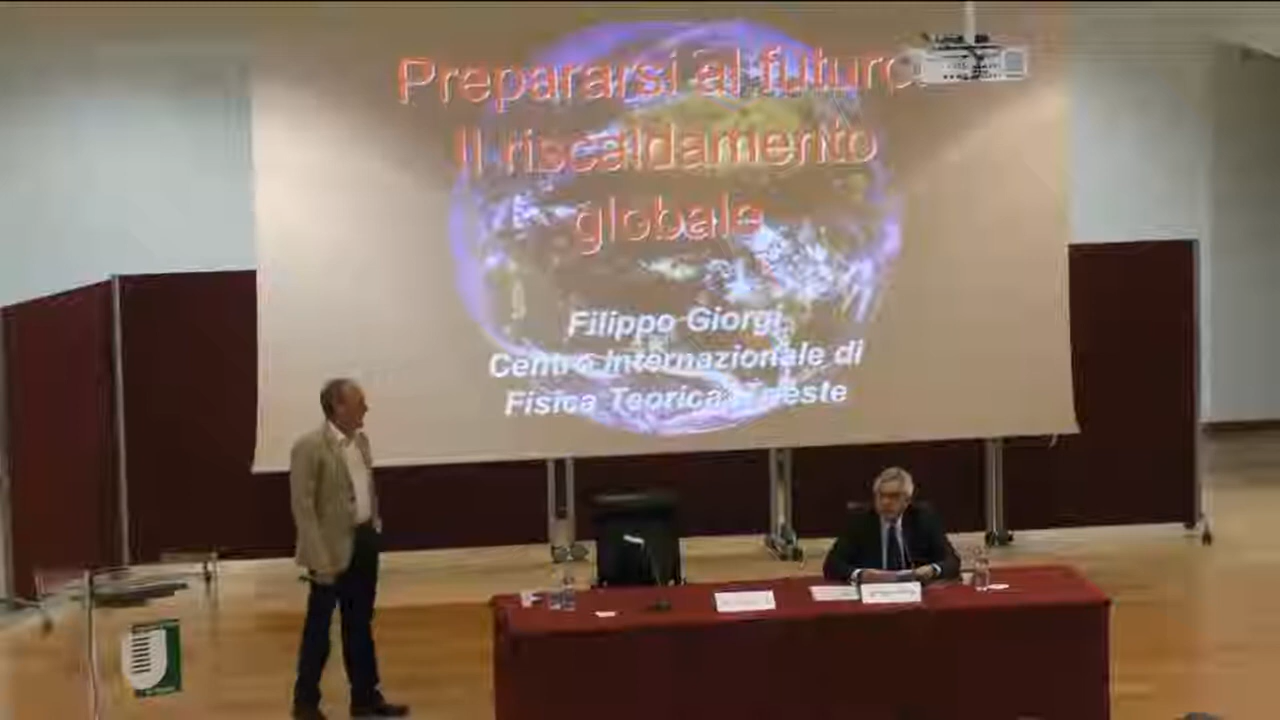 Prepararsi al futuro
Il riscaldamento
globale
Filippo Giorgi
Centro Internazionale di
Fisica Teorica, Trieste